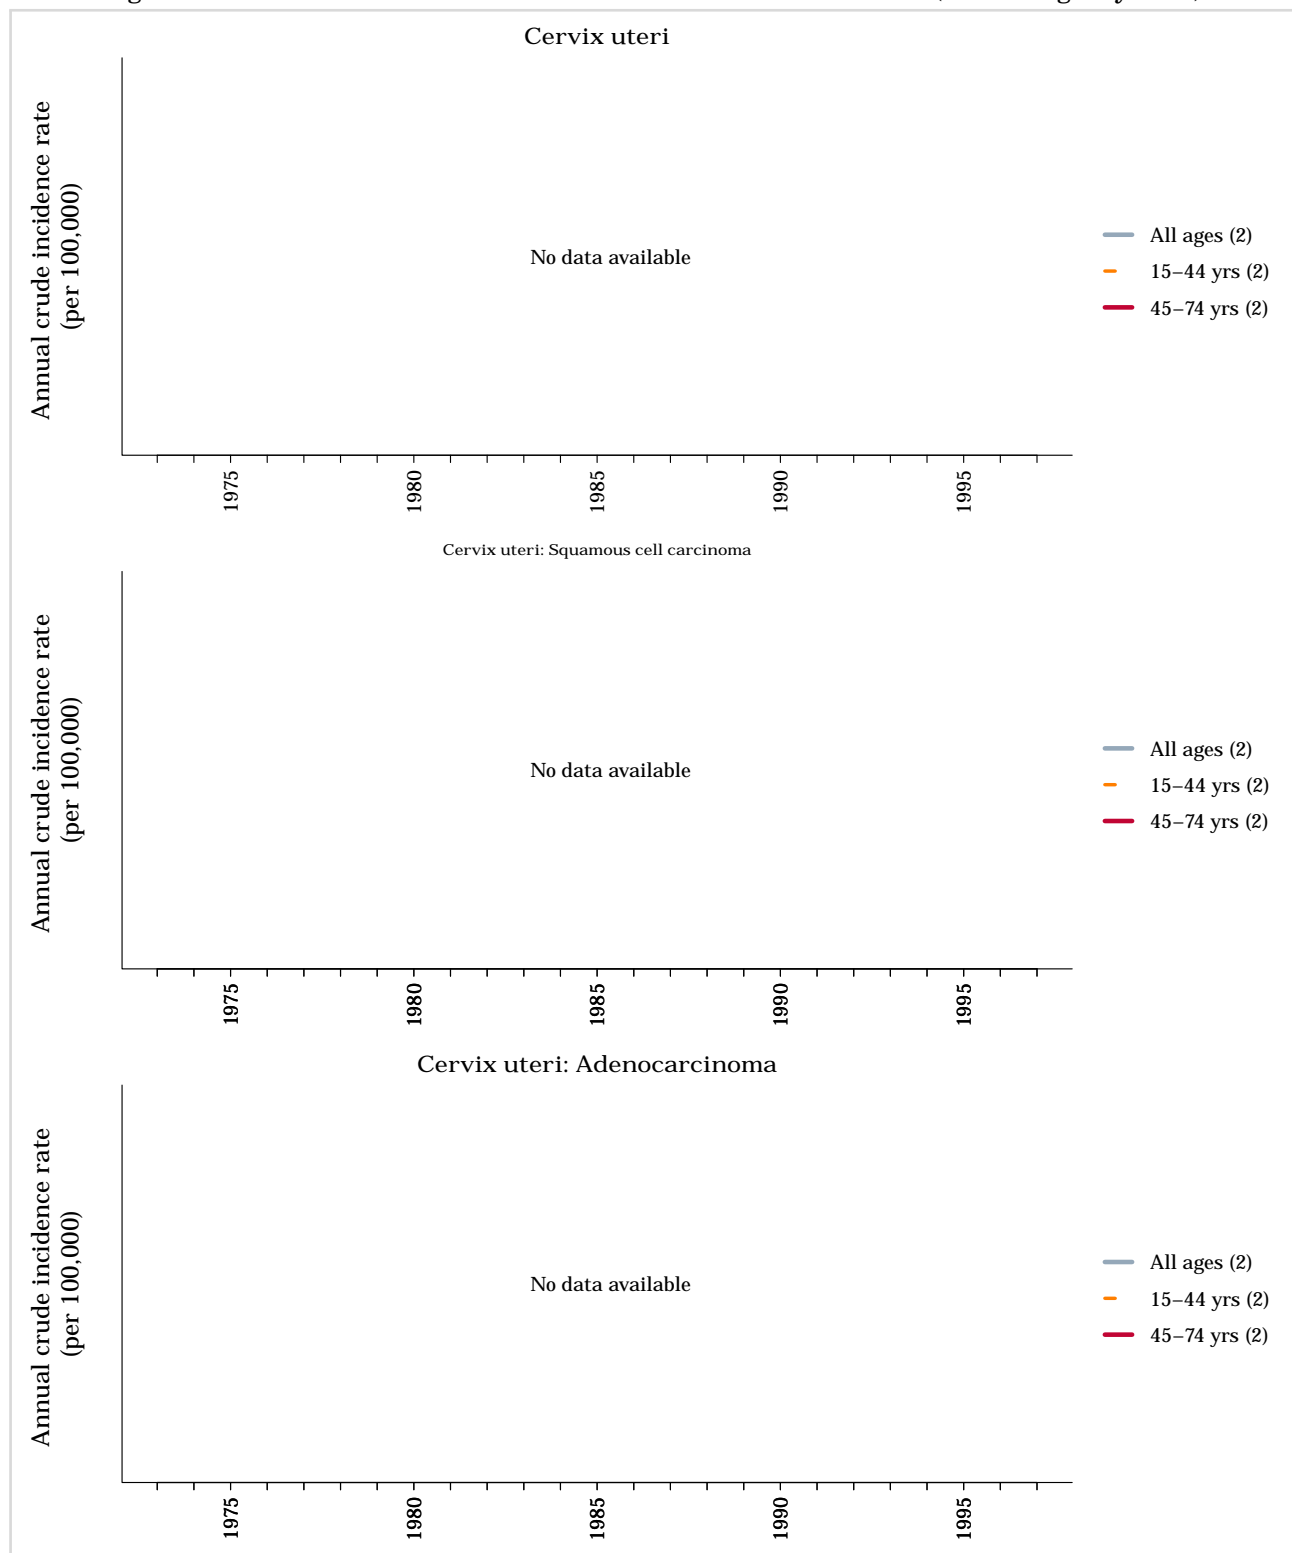 Cervix uteri
Annual crude incidence rate
(per 100,000)
No data available
All ages (2)
15–44 yrs (2)
45–74 yrs (2)
1975
1980
1985
1990
1995
Cervix uteri: Squamous cell carcinoma
Annual crude incidence rate
(per 100,000)
No data available
All ages (2)
15–44 yrs (2)
45–74 yrs (2)
1975
1980
1985
1990
1995
Cervix uteri: Adenocarcinoma
Annual crude incidence rate
(per 100,000)
No data available
All ages (2)
15–44 yrs (2)
45–74 yrs (2)
1975
1980
1985
1990
1995